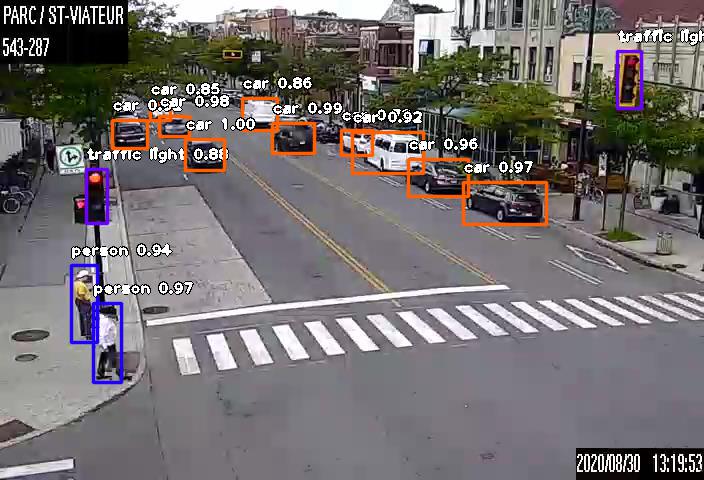 PARC / ST-VIATEUR
543-287
traffic ligh
car 0.85
car 0.86
car 0.98
car 0.99
car 1.00
0.92
car 0.96
traffic light 0.88
car 0.97
person 0.94
person 0.97
2020/08/30 13:19:53